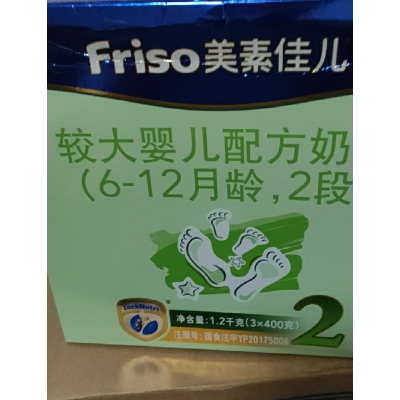 Friso美素佳儿
较大婴儿配方奶
(6-12月龄,2段
LockNutri
净含量:1.2千克(3×400克)
注册号:国食注字YP20175006
2